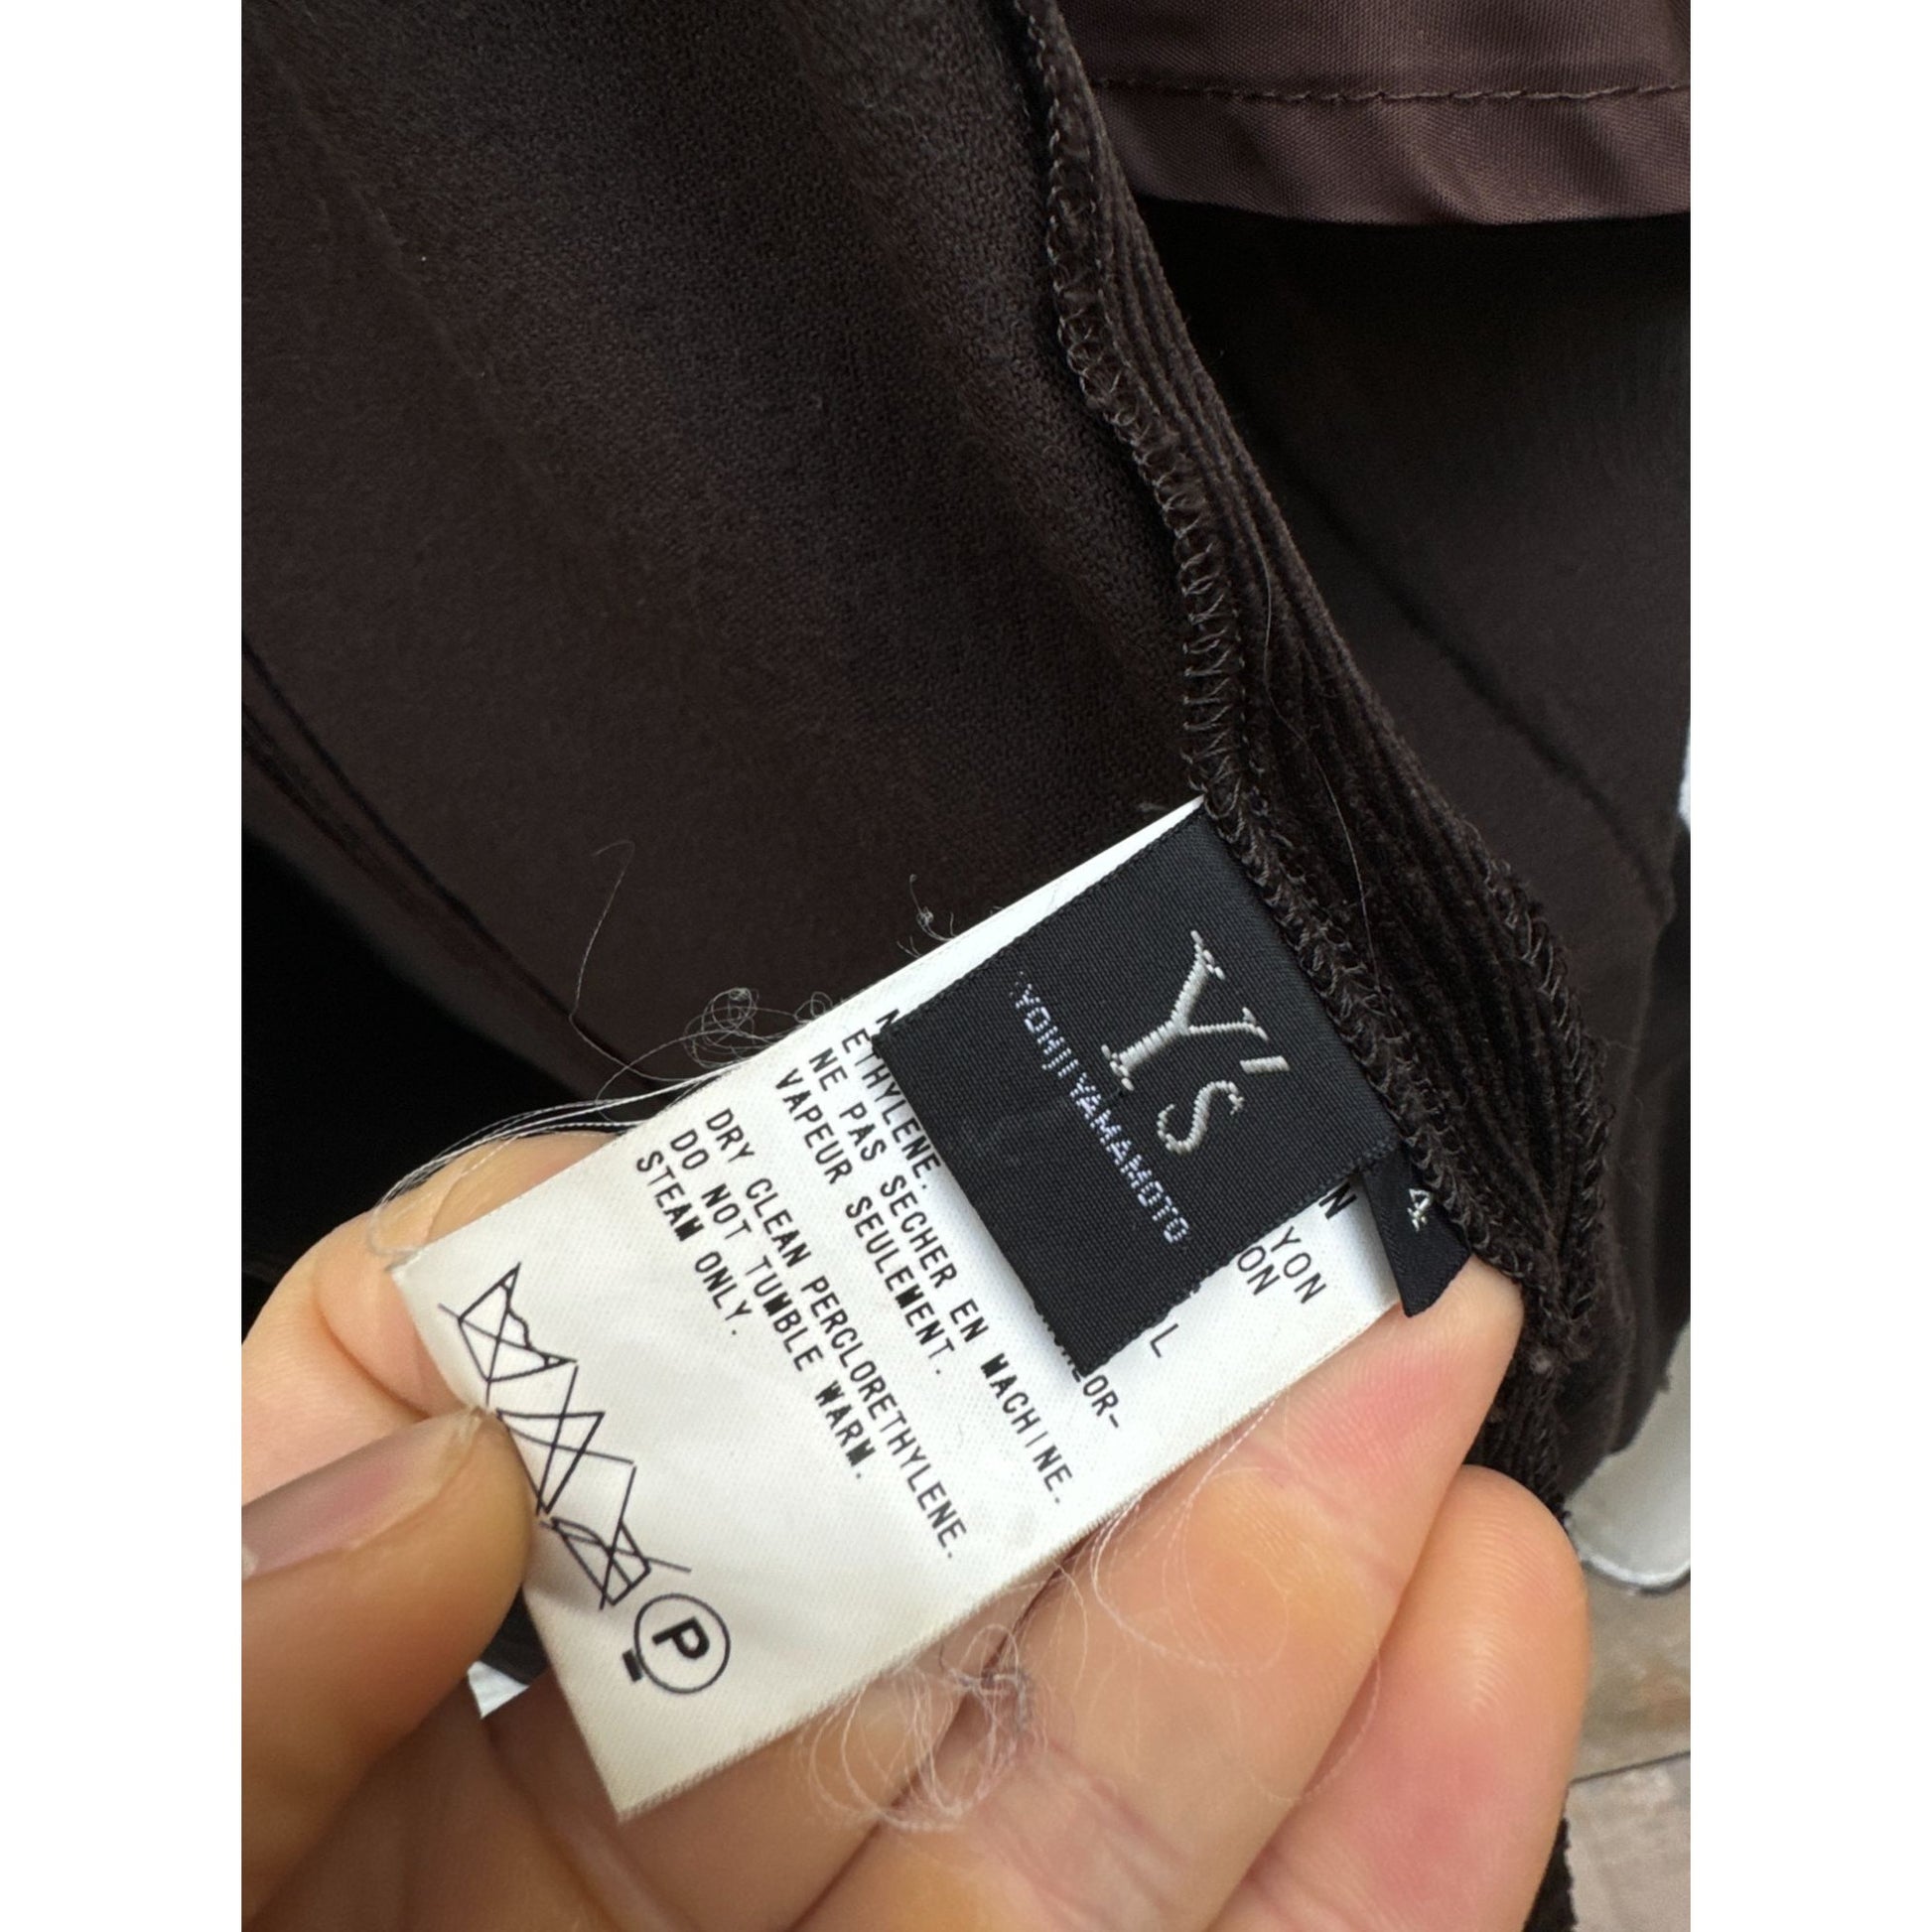 Y's
YOHJI YAMAMOTO
4
N
YON
ON
L
LOR-
ETHYLENE.
NE PAS SECHER EN MACHINE.
VAPEUR SEULEMENT.
DRY CLEAN PERCLORETHYLENE.
DO NOT TUMBLE WARM.
STEAM ONLY.
P